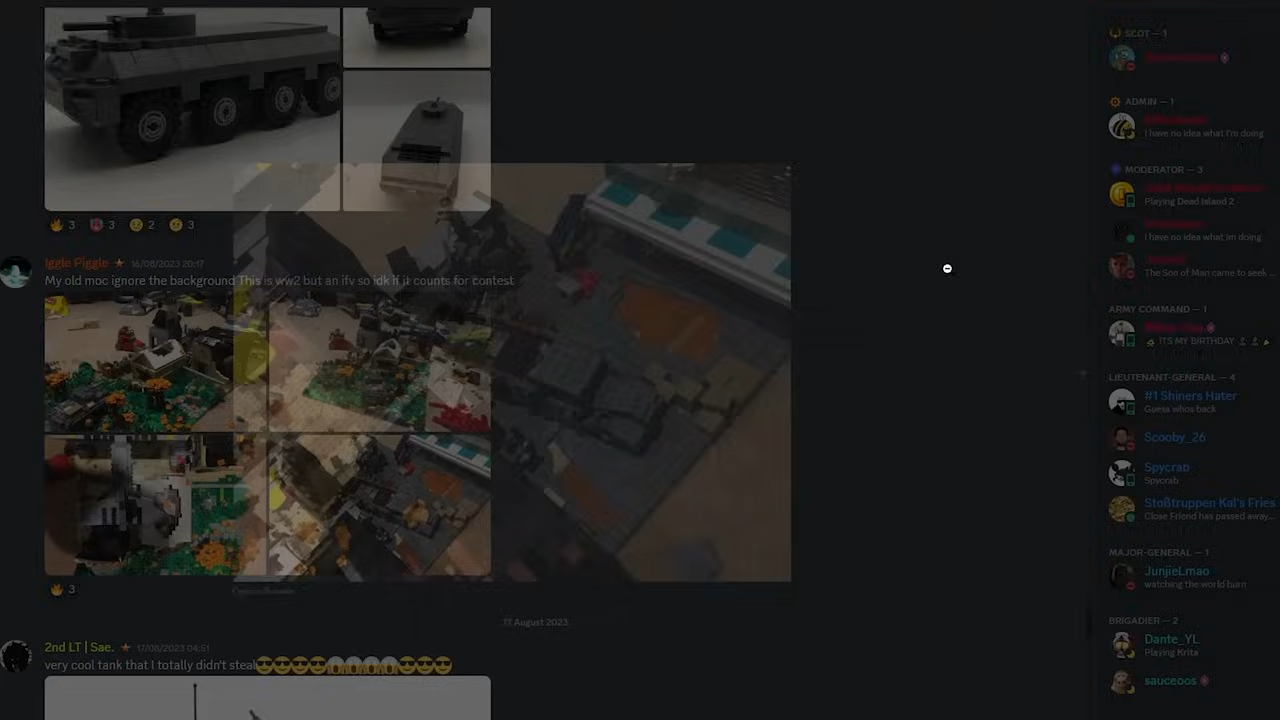 3 3 2 3
Iggle Piggle 16/08/2023 20:17
My old moc ignore the background This is ww2 but an ifv so idk if it counts for contest
3
17 August 2023
2nd LT | Sae. 17/08/2023 04:51
very cool tank that I totally didn't steal😎😎😎😎😎😎😎
SCOT — 1
ADMIN — 1
I have no idea what I'm doing
MODERATOR — 3
Playing Dead Island 2
I have no idea what im doing
The Son of Man came to seek ...
ARMY COMMAND — 1
ITS MY BIRTHDAY
LIEUTENANT-GENERAL — 4
#1 Shiners Hater
Guess whos back
Scooby_26
Spycrab
Spycrab
Stoßtruppen Kal's Fries
Close Friend has passed away...
MAJOR-GENERAL — 1
JunjieLmao
watching the world burn
BRIGADIER — 2
Dante_YL
Playing Krita
sauceoos